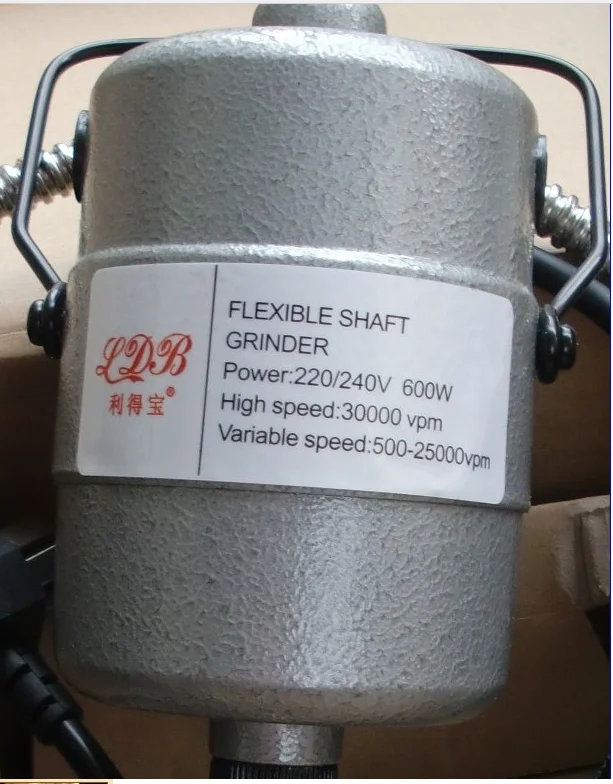 LDB
利得宝®
FLEXIBLE SHAFT
GRINDER
Power:220/240V 600W
High speed:30000 vpm
Variable speed:500-25000vpm